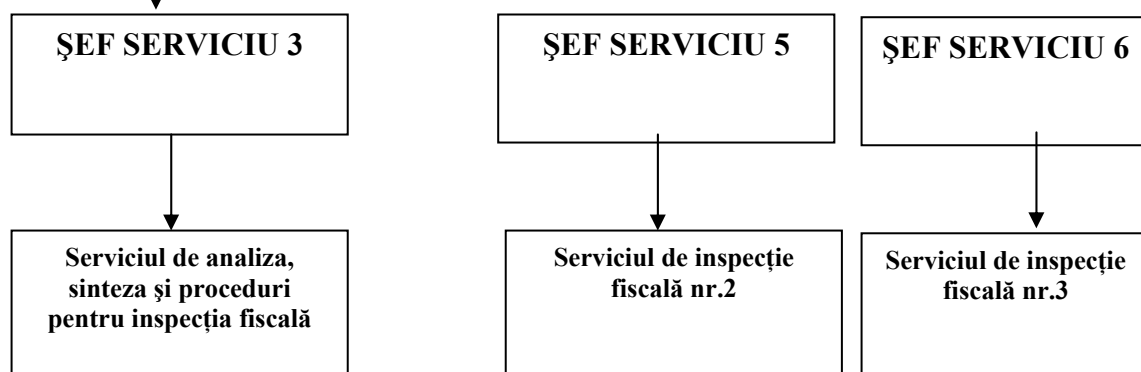 ŞEF SERVICIU 3
ŞEF SERVICIU 5
ŞEF SERVICIU 6
Serviciul de analiza,
sinteza şi proceduri
pentru inspecția fiscală
Serviciul de inspecție
fiscală nr.2
Serviciul de inspecție
fiscală nr.3